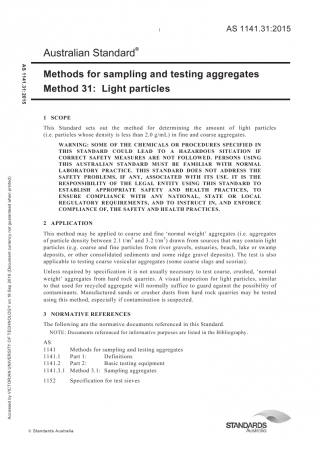 1
AS 1141.31:2015
Australian Standard®
Methods for sampling and testing aggregates
Method 31: Light particles
1 SCOPE
This Standard sets out the method for determining the amount of light particles
(i.e. particles whose density is less than 2.0 g/mL) in fine and coarse aggregates.
WARNING: SOME OF THE CHEMICALS OR PROCEDURES SPECIFIED IN
THIS STANDARD COULD LEAD TO A HAZARDOUS SITUATION IF
CORRECT SAFETY MEASURES ARE NOT FOLLOWED. PERSONS USING
THIS AUSTRALIAN STANDARD MUST BE FAMILIAR WITH NORMAL
LABORATORY PRACTICE. THIS STANDARD DOES NOT ADDRESS THE
SAFETY PROBLEMS, IF ANY, ASSOCIATED WITH ITS USE. IT IS THE
RESPONSIBILITY OF THE LEGAL ENTITY USING THIS STANDARD TO
ESTABLISH APPROPRIATE SAFETY AND HEALTH PRACTICES, TO
ENSURE COMPLIANCE WITH ANY NATIONAL, STATE OR LOCAL
REGULATORY REQUIREMENTS, AND TO INSTRUCT IN, AND ENFORCE
COMPLIANCE OF, THE SAFETY AND HEALTH PRACTICES.
2 APPLICATION
This method may be applied to coarse and fine ‘normal weight’ aggregates (i.e. aggregates
of particle density between 2.1 t/m³ and 3.2 t/m³) drawn from sources that may contain light
particles (e.g. coarse and fine particles from river gravels, estuaries, beach, lake or swamp
deposits, or other consolidated sediments and some ridge gravel deposits). The test is also
applicable to testing coarse vesicular aggregates (some coarse slags and scorias).
Unless required by specification it is not usually necessary to test coarse, crushed, ‘normal
weight’ aggregates from hard rock quarries. A visual inspection for light particles, similar
to that used for recycled aggregate will normally suffice to guard against the possibility of
contaminants. Manufactured sands or crusher dusts from hard rock quarries may be tested
using this method, especially if contamination is suspected.
3 NORMATIVE REFERENCES
The following are the normative documents referenced in this Standard.
NOTE: Documents referenced for informative purposes are listed in the Bibliography.
AS:
1141 Methods for sampling and testing aggregates
1141.1 Part 1: Definitions
1141.2 Part 2: Basic testing equipment
1141.3.1 Method 3.1: Sampling aggregates
1152 Specification for test sieves
© Standards Australia
STANDARDS
Australia
AS 1141.31:2015
Accessed by VICTORIAN UNIVERSITY OF TECHNOLOGY on 16 Sep 2015 (Document currency not guaranteed when printed)